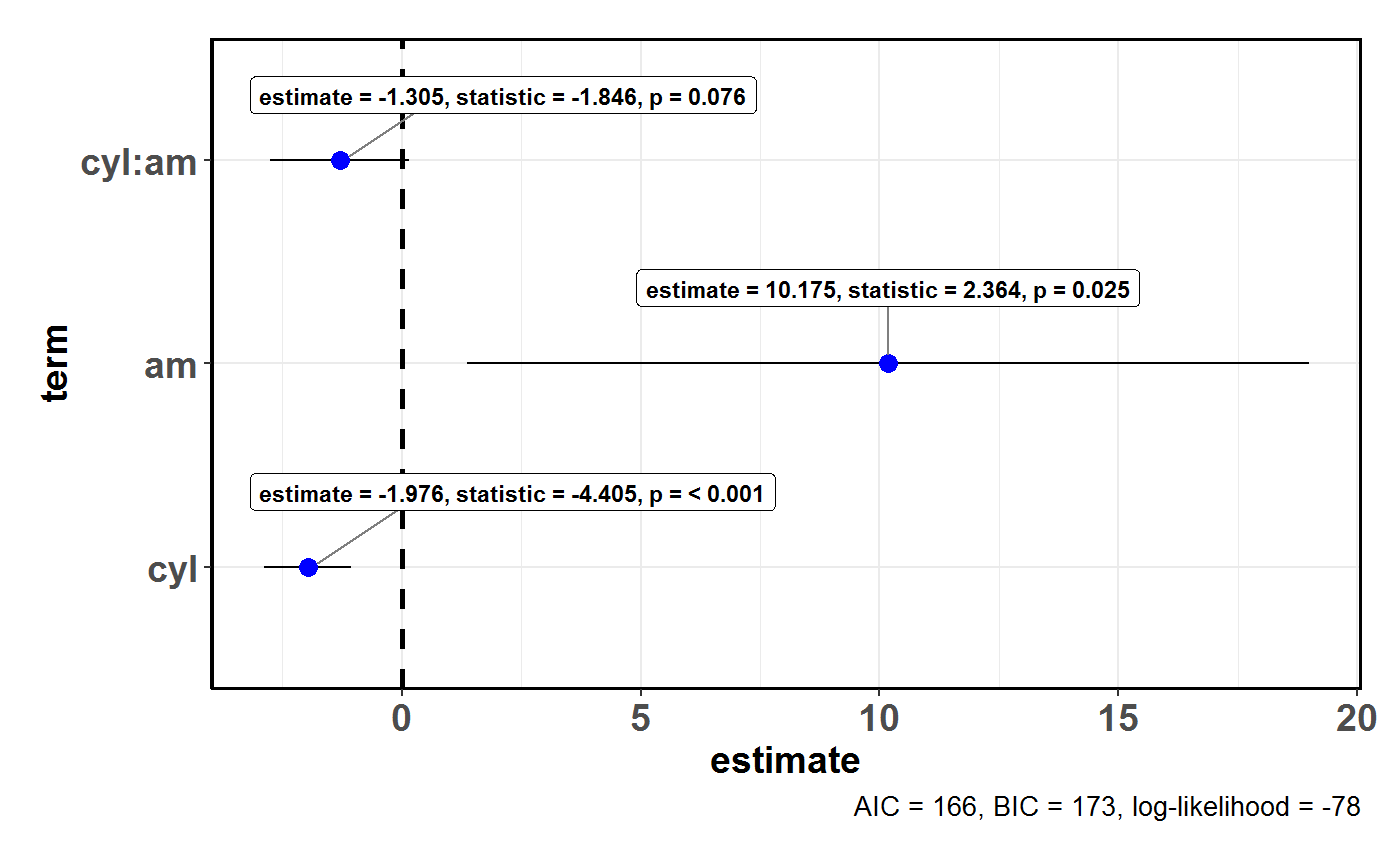 estimate = -1.305, statistic = -1.846, p = 0.076
cyl:am
estimate = 10.175, statistic = 2.364, p = 0.025
term
am
estimate = -1.976, statistic = -4.405, p = < 0.001
cyl
0 5 10 15 20
estimate
AIC = 166, BIC = 173, log-likelihood = -78